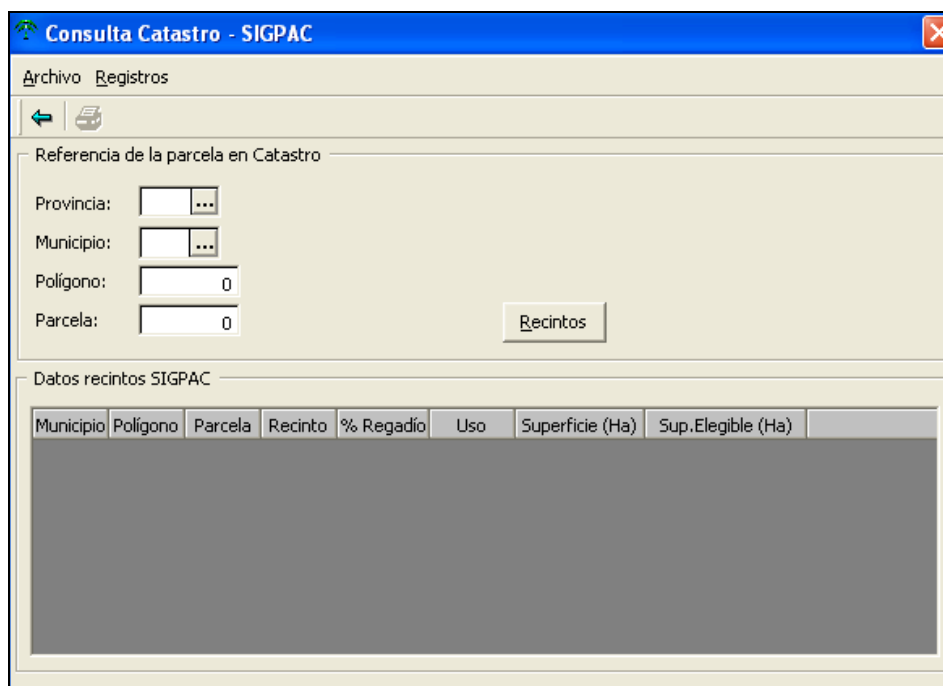 Consulta Catastro - SIGPAC
Archivo Registros
Referencia de la parcela en Catastro
Provincia: ...
Municipio: ...
Polígono: 0
Parcela: 0
Recintos
Datos recintos SIGPAC
Municipio Polígono Parcela Recinto % Regadío Uso Superficie (Ha) Sup.Elegible (Ha)